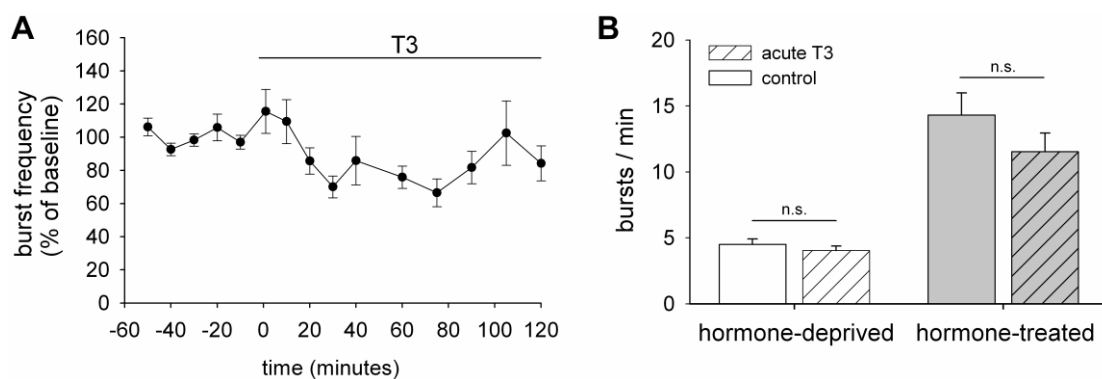 A
burst frequency
(% of baseline)
160
140
120
100
80
60
40
20
0
T3
-60 -40 -20 0 20 40 60 80 100 120
time (minutes)
B
bursts / min
20
15
10
5
0
acute T3
control
n.s.
n.s.
hormone-deprived hormone-treated